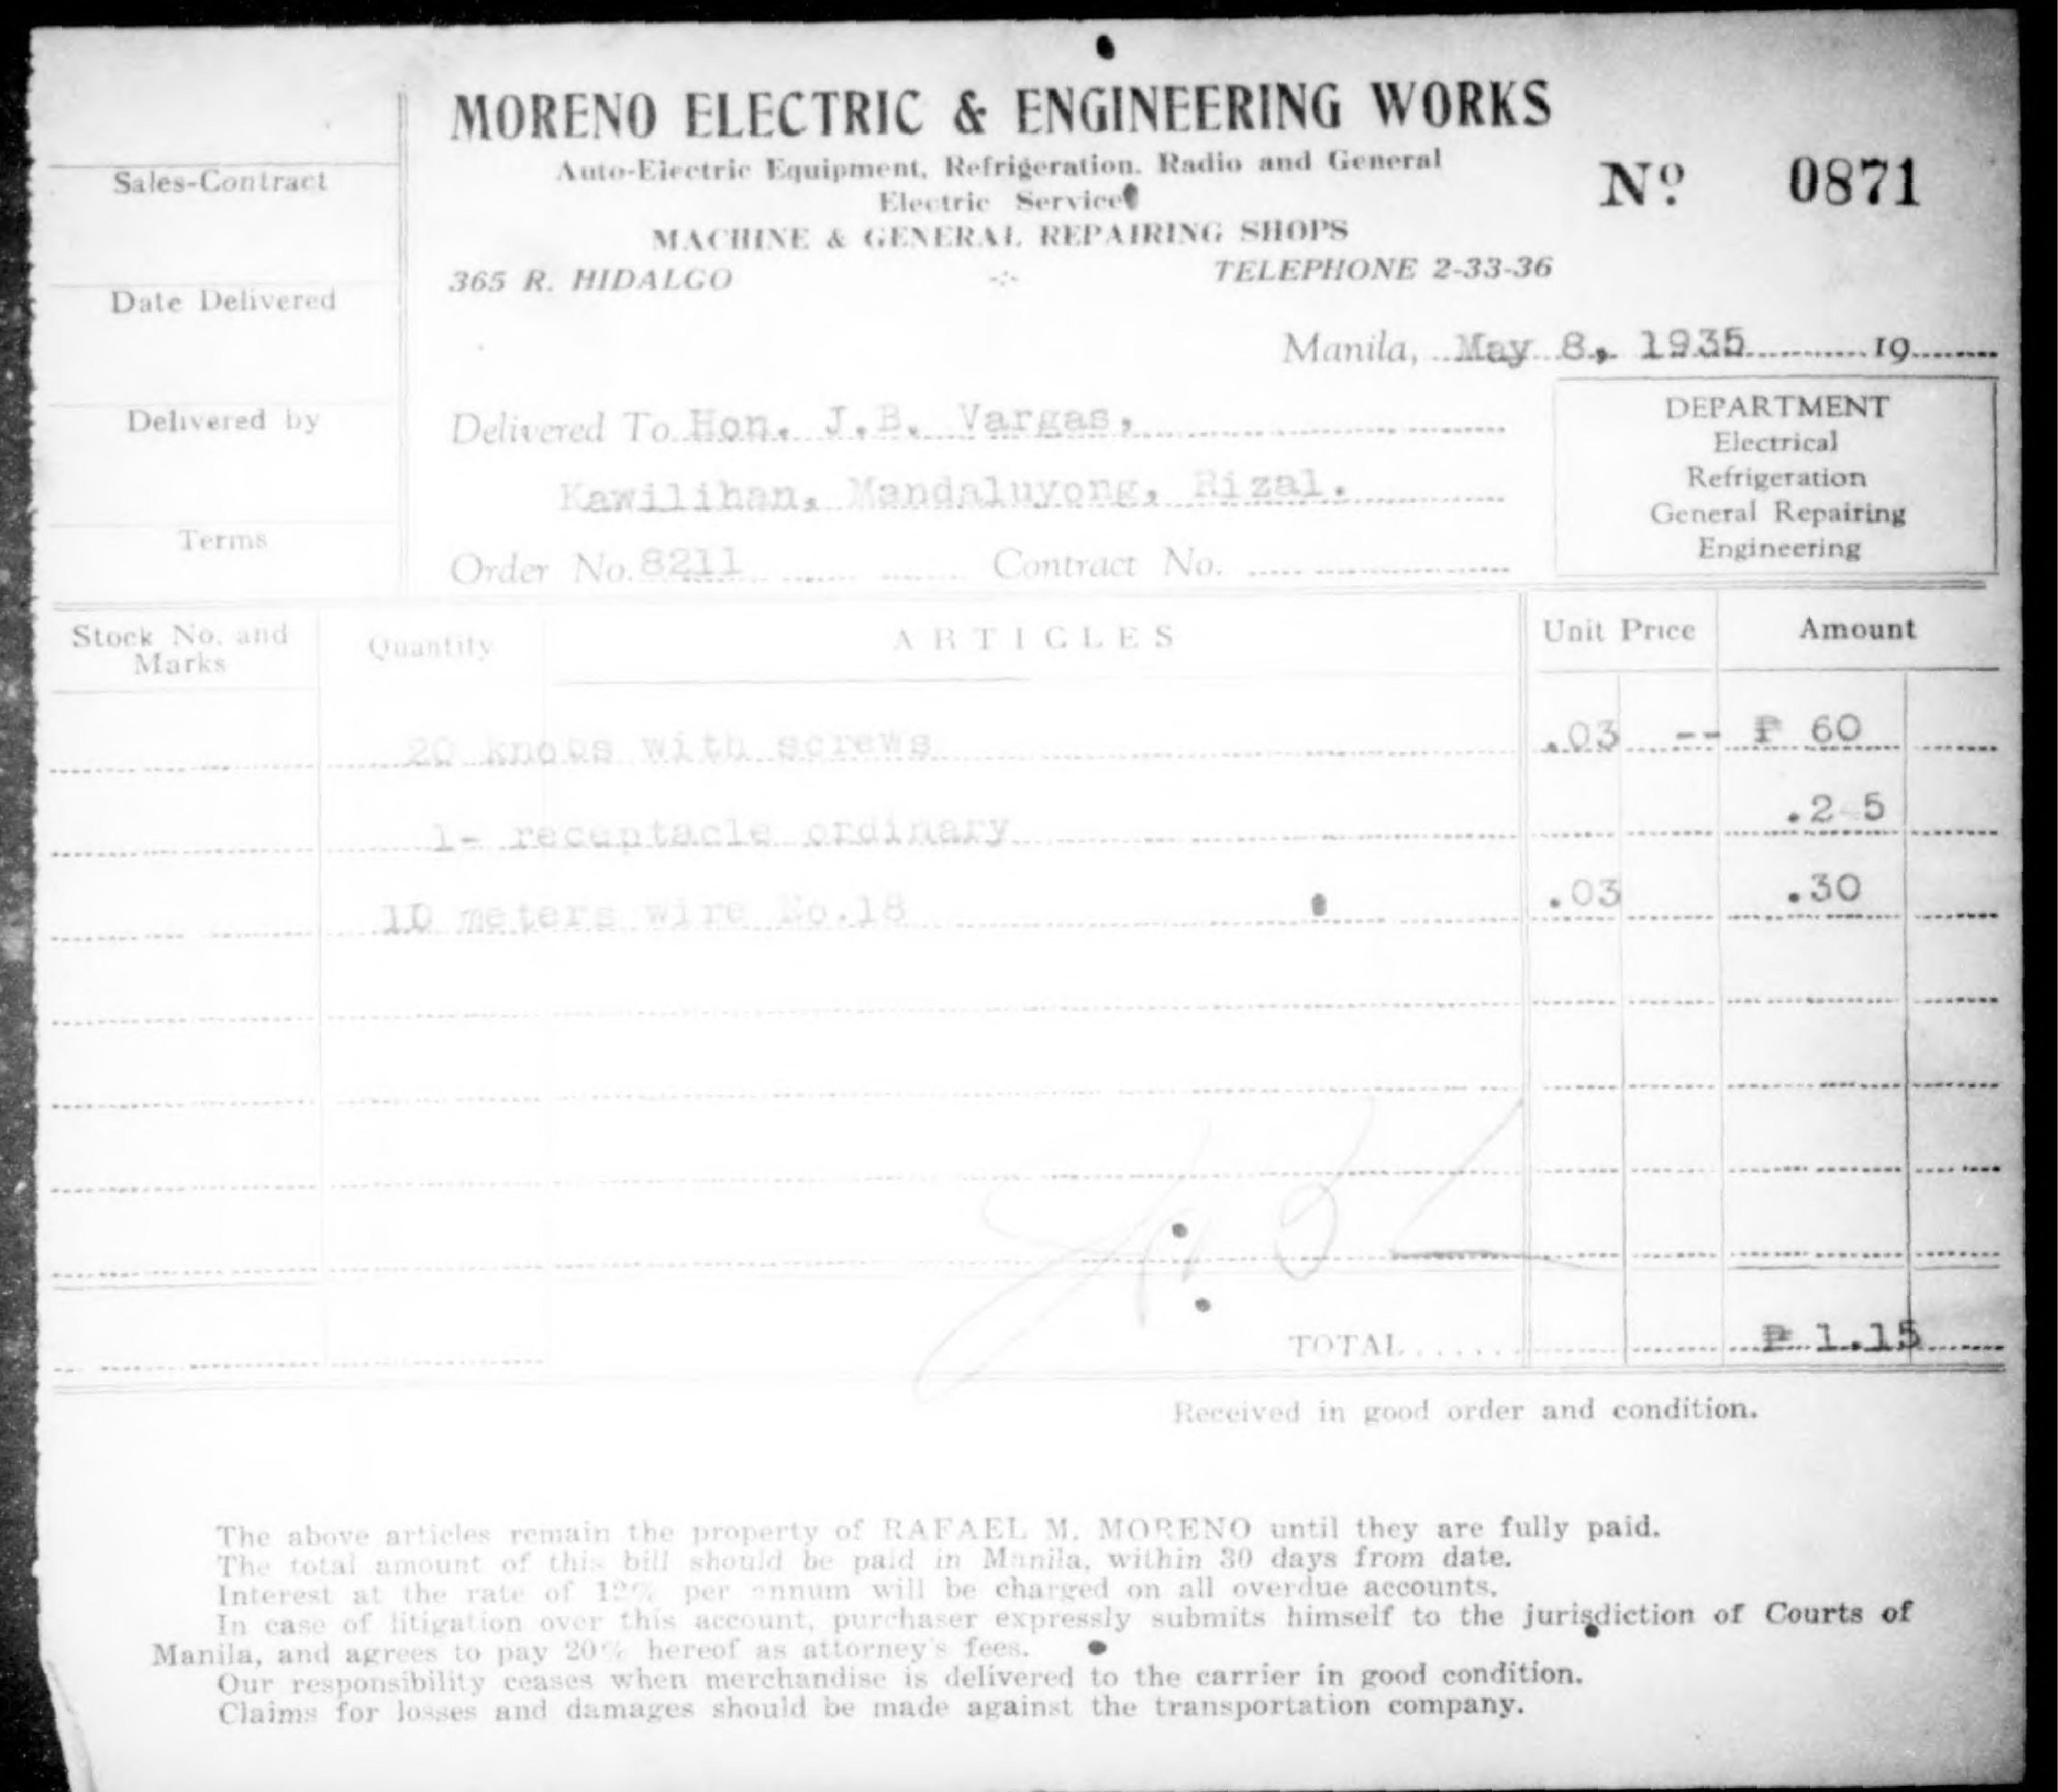 MORENO ELECTRIC & ENGINEERING WORKS
Auto-Electric Equipment, Refrigeration, Radio and General
Electric Service
MACHINE & GENERAL REPAIRING SHOPS
365 R. HIDALGO -:- TELEPHONE 2-33-36
Nº 0871
Sales-Contract
Date Delivered
Delivered by
Terms
Manila, May 8, 1935 19
Delivered To Hon. J.B. Vargas,
Kawilihan, Mandaluyong, Rizal.
Order No. 8211 Contract No.
DEPARTMENT
Electrical
Refrigeration
General Repairing
Engineering
Stock No. and Marks Quantity ARTICLES Unit Price Amount
20 knobs with screws .03 -- ₱ 60
1- receptacle ordinary .2 5
10 meters wire No.18 .03 .30
TOTAL ..... ₱ 1.15
Received in good order and condition.
The above articles remain the property of RAFAEL M. MORENO until they are fully paid.
The total amount of this bill should be paid in Manila, within 30 days from date.
Interest at the rate of 12% per annum will be charged on all overdue accounts.
In case of litigation over this account, purchaser expressly submits himself to the jurisdiction of Courts of
Manila, and agrees to pay 20% hereof as attorney's fees.
Our responsibility ceases when merchandise is delivered to the carrier in good condition.
Claims for losses and damages should be made against the transportation company.